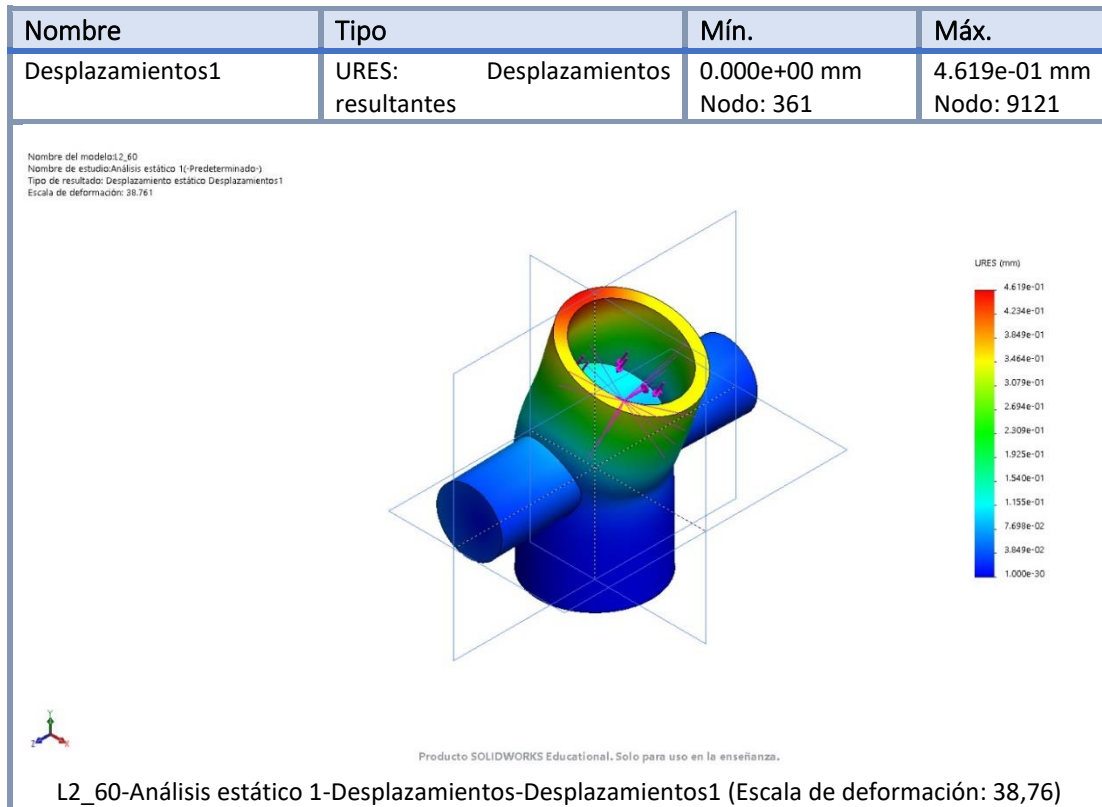 Nombre Tipo Mín. Máx.
Desplazamientos1 URES: Desplazamientos 0.000e+00 mm 4.619e-01 mm
resultantes Nodo: 361 Nodo: 9121
Nombre del modelo:L2_60
Nombre de estudio:Análisis estático 1(-Predeterminado-)
Tipo de resultado: Desplazamiento estático Desplazamientos1
Escala de deformación: 38.761
URES (mm)
4.619e-01
4.234e-01
3.849e-01
3.464e-01
3.079e-01
2.694e-01
2.309e-01
1.925e-01
1.540e-01
1.155e-01
7.698e-02
3.849e-02
1.000e-30
Y
Z X
Producto SOLIDWORKS Educational. Solo para uso en la enseñanza.
L2_60-Análisis estático 1-Desplazamientos-Desplazamientos1 (Escala de deformación: 38,76)